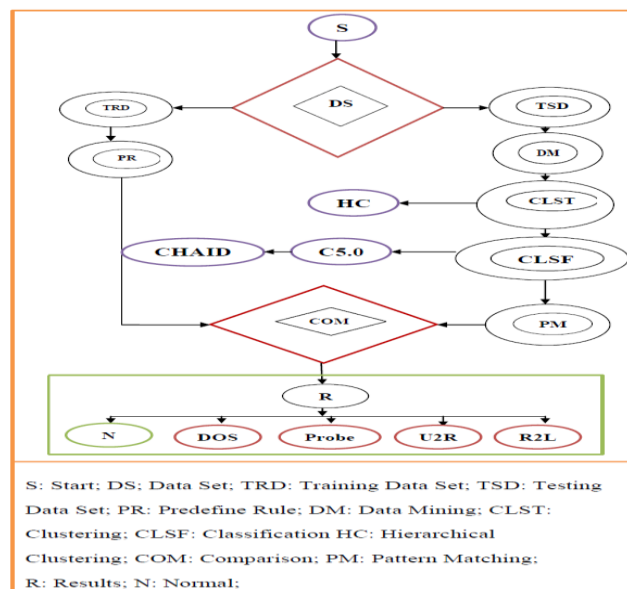 S
DS
TRD
TSD
PR
DM
HC
CLST
CHAID
C5.0
CLSF
COM
PM
R
N
DOS
Probe
U2R
R2L
S: Start; DS; Data Set; TRD: Training Data Set; TSD: Testing
Data Set; PR: Predefine Rule; DM: Data Mining; CLST:
Clustering; CLSF: Classification HC: Hierarchical
Clustering; COM: Comparison; PM: Pattern Matching;
R: Results; N: Normal;